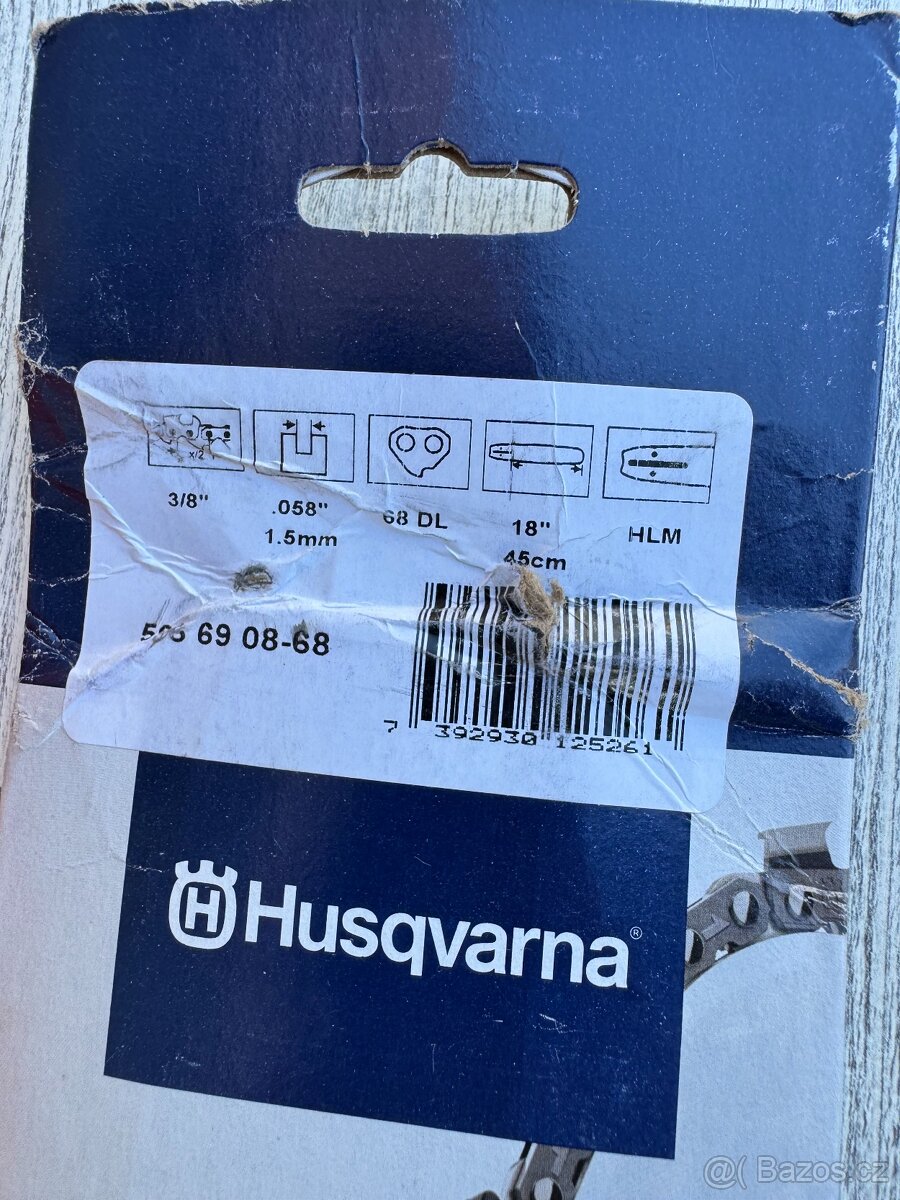 x/2
3/8"
.058"
1.5mm
68 DL
18"
45cm
HLM
69 08-68
7 392930 125261
H Husqvarna®
@( Bazos.cz